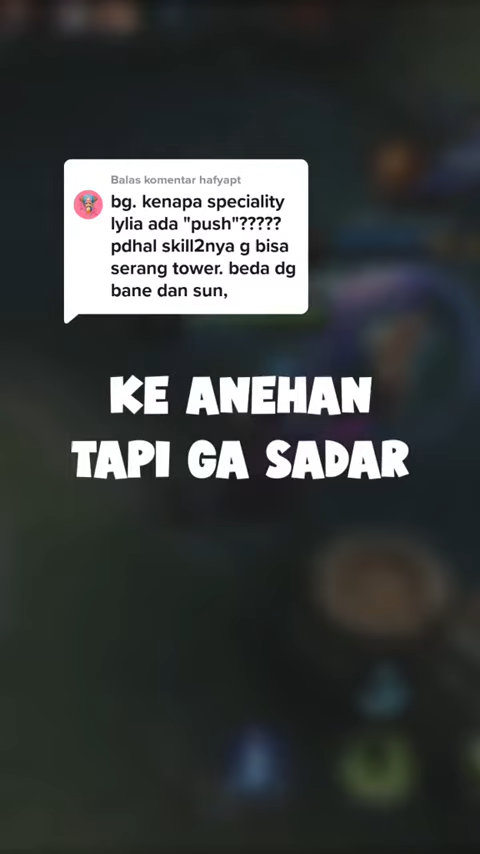 Balas komentar hafyapt
bg. kenapa speciality
lylia ada "push"?????
pdhal skill2nya g bisa
serang tower. beda dg
bane dan sun,
KE ANEHAN
TAPI GA SADAR